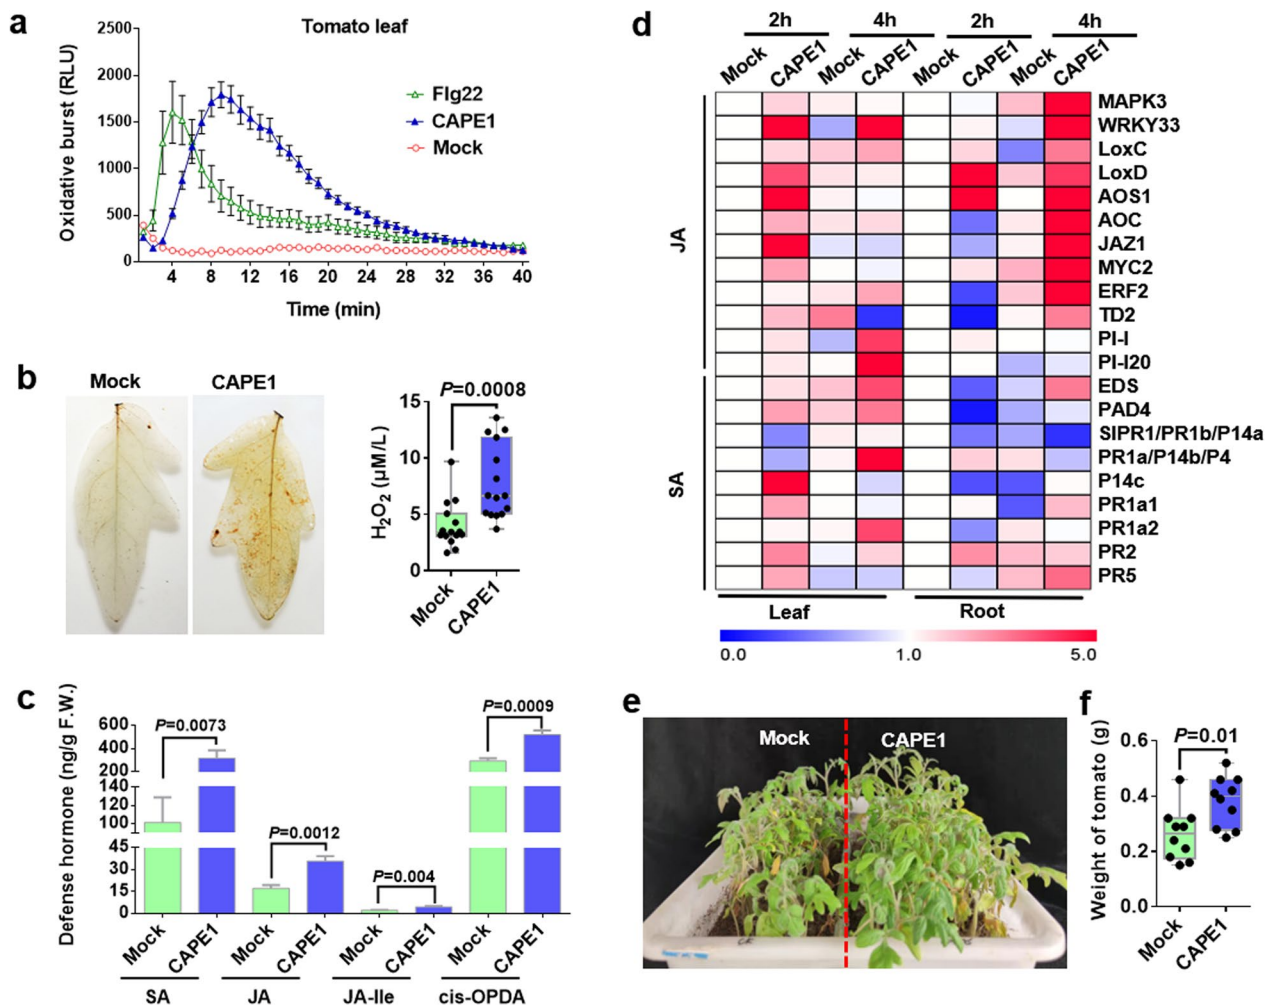 a
Tomato leaf
Oxidative burst (RLU)
2500
2000
1500
1000
500
0
Flg22
CAPE1
Mock
4 8 12 16 20 24 28 32 36 40
Time (min)
b
Mock CAPE1
P=0.0008
H2O2 (µM/L)
15
10
5
0
Mock CAPE1
c
Defense hormone (ng/g F.W.)
600
400
200
140
120
100
45
30
15
0
P=0.0073
P=0.0012
P=0.004
P=0.0009
Mock CAPE1 Mock CAPE1 Mock CAPE1 Mock CAPE1
SA JA JA-Ile cis-OPDA
d
2h 4h 2h 4h
Mock CAPE1 Mock CAPE1 Mock CAPE1 Mock CAPE1
JA
MAPK3
WRKY33
LoxC
LoxD
AOS1
AOC
JAZ1
MYC2
ERF2
TD2
PI-I
PI-I20
SA
EDS
PAD4
SIPR1/PR1b/P14a
PR1a/P14b/P4
P14c
PR1a1
PR1a2
PR2
PR5
Leaf Root
0.0 1.0 5.0
e
Mock CAPE1
f
P=0.01
Weight of tomato (g)
0.6
0.4
0.2
0.0
Mock CAPE1